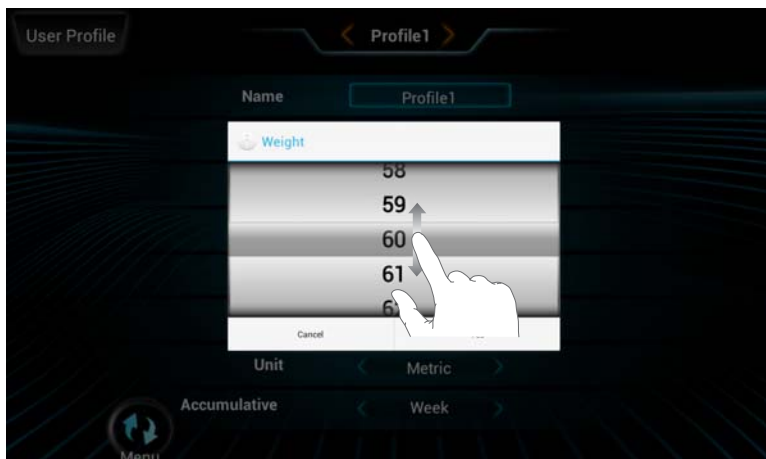 User Profile
Profile1
Name
Profile1
Weight
58
59
60
61
Cancel
Unit
Metric
Accumulative
Week
Menu